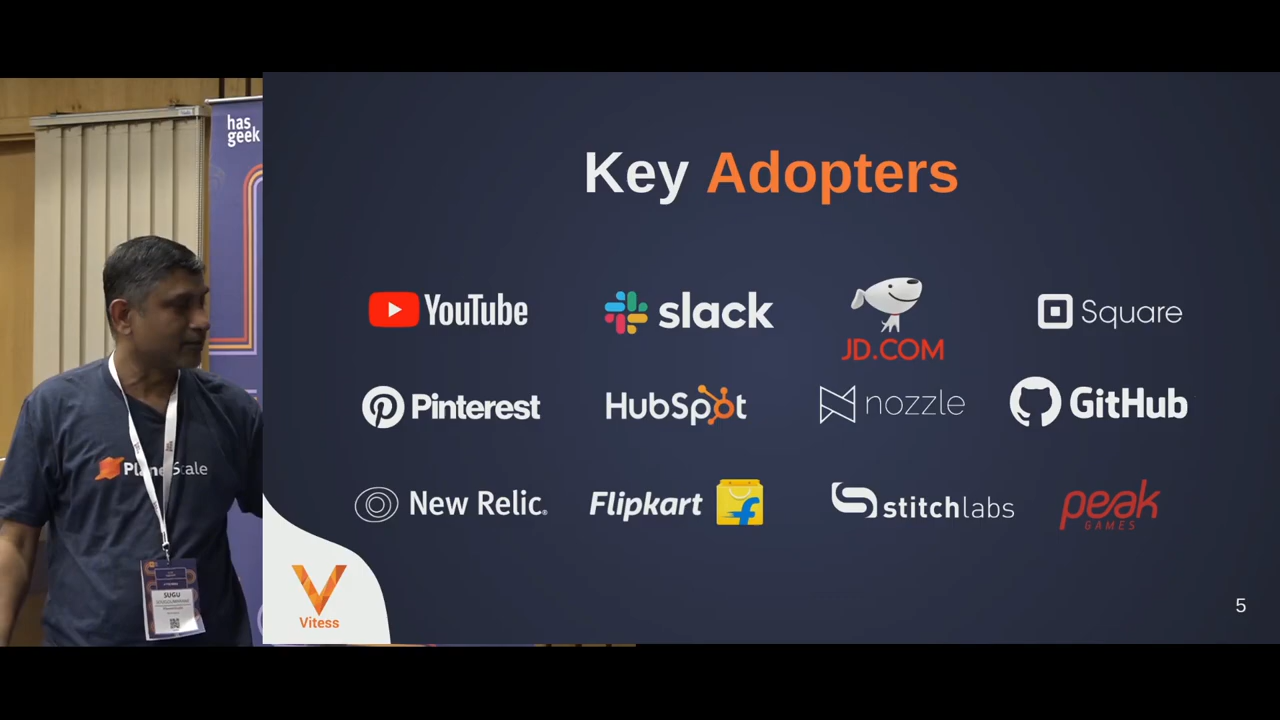 has
geek
Key Adopters
YouTube
slack
JD.COM
Square
Pinterest
HubSpot
nozzle
GitHub
New Relic®
Flipkart
stitchlabs
peak
GAMES
PlanetScale
SUGU
Vitess
5